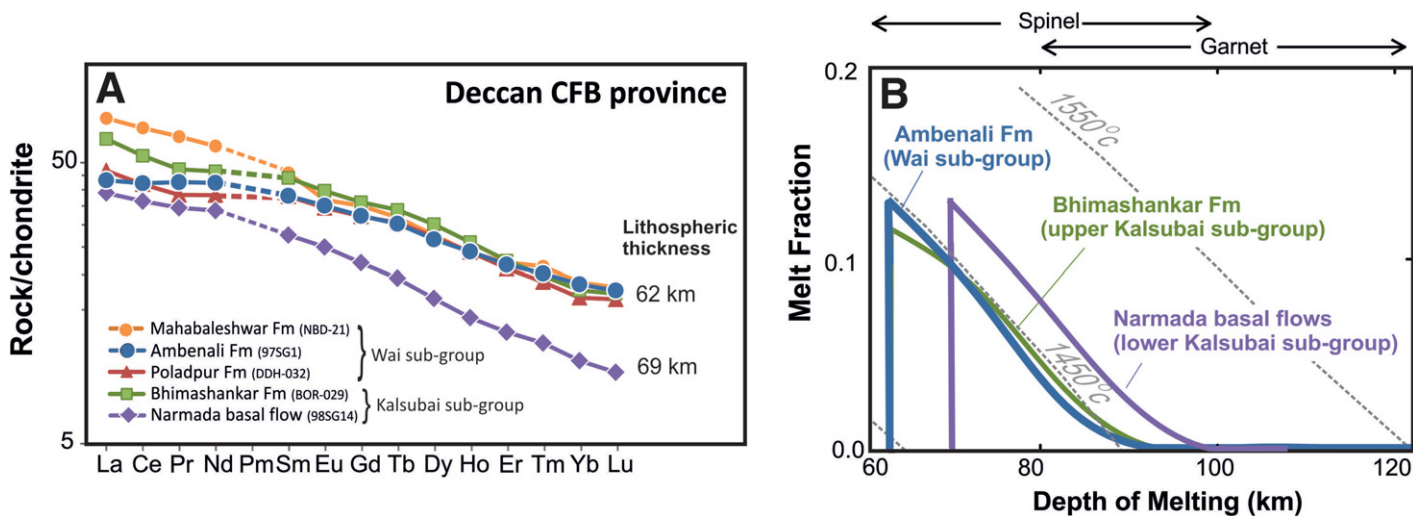 A
Deccan CFB province
Rock/chondrite
50
5
Lithospheric
thickness
62 km
69 km
Mahabaleshwar Fm (NBD-21)
Ambenali Fm (97SG1)
Poladpur Fm (DDH-032)
Wai sub-group
Bhimashankar Fm (BOR-029)
Narmada basal flow (98SG14)
Kalsubai sub-group
La Ce Pr Nd Pm Sm Eu Gd Tb Dy Ho Er Tm Yb Lu
Spinel
Garnet
B
Melt Fraction
0.2
0.1
0.0
1550°C
1450°C
Ambenali Fm
(Wai sub-group)
Bhimashankar Fm
(upper Kalsubai sub-group)
Narmada basal flows
(lower Kalsubai sub-group)
60 80 100 120
Depth of Melting (km)